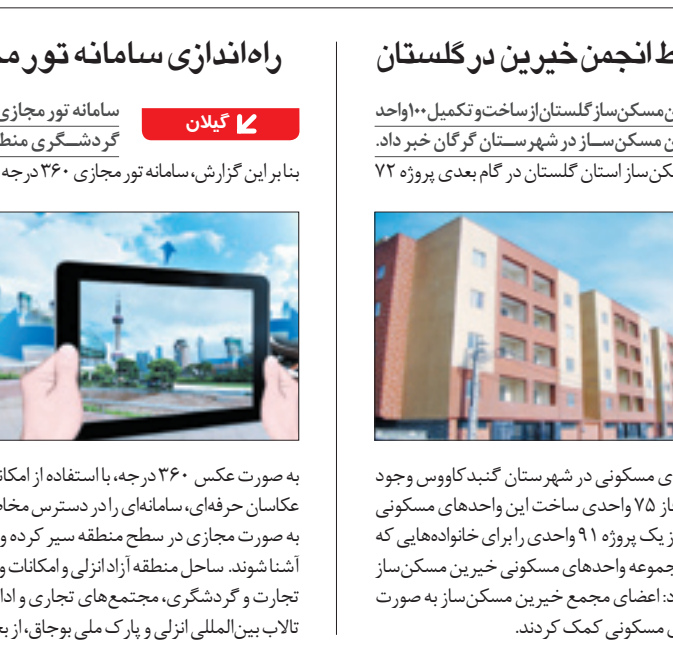 ط انجمن خیرین در گلستان
ن مسکن‌ساز گلستان از ساخت و تکمیل ۱۰۰ واحد
ن مسکن‌ســاز در شهرســتان گرگان خبر داد.
کن‌ساز استان گلستان در گام بعدی پروژه ۷۲
ی مسکونی در شهرستان گنبدکاووس وجود
از ۷۵ واحدی ساخت این واحدهای مسکونی
ز یک پروژه ۹۱ واحدی را برای خانواده‌هایی که
جموعه واحدهای مسکونی خیرین مسکن‌ساز
د: اعضای مجمع خیرین مسکن‌ساز به صورت
ی مسکونی کمک کردند.
راه‌اندازی سامانه تور مج
گیلان
سامانه تور مجازی
گردشــگری منط
بنابر این گزارش، سامانه تور مجازی ۳۶۰ درجه
به صورت عکس ۳۶۰ درجه، با استفاده از امکان
عکاسان حرفه‌ای، سامانه‌ای را در دسترس مخا
به صورت مجازی در سطح منطقه سیر کرده و
آشنا شوند. ساحل منطقه آزاد انزلی و امکانات و
تجارت و گردشگری، مجتمع‌های تجاری و ادا
تالاب بین‌المللی انزلی و پارک ملی بوجاق، از بخ